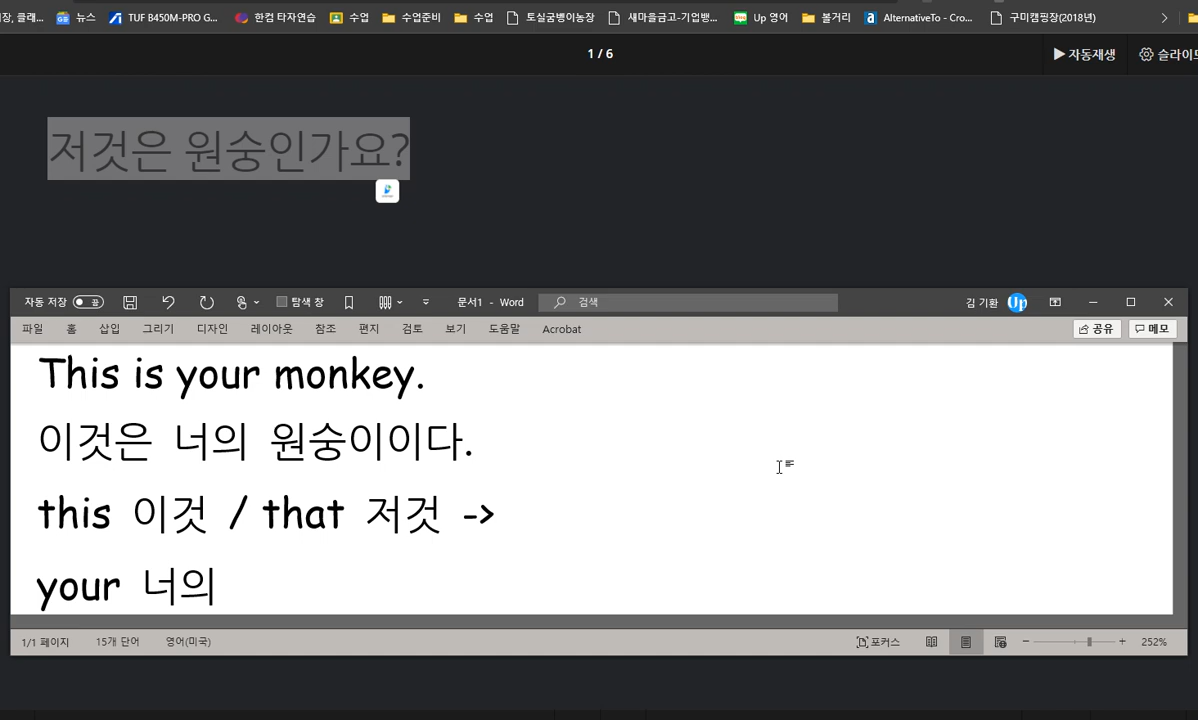 장, 클래... 뉴스 TUF B450M-PRO G... 한컴 타자연습 수업 수업준비 수업 토실굼뱅이농장 새마을금고-기업뱅... Up 영어 볼거리 AlternativeTo - Cro... 구미캠핑장(2018년)
1 / 6 자동재생 슬라이드
저것은 원숭인가요?
자동 저장 끔 탐색 창 문서1 - Word 검색 김 기환 Up
파일 홈 삽입 그리기 디자인 레이아웃 참조 편지 검토 보기 도움말 Acrobat 공유 메모
This is your monkey.
이것은 너의 원숭이이다.
this 이것 / that 저것 ->
your 너의
1/1 페이지 15개 단어 영어(미국) 포커스 252%